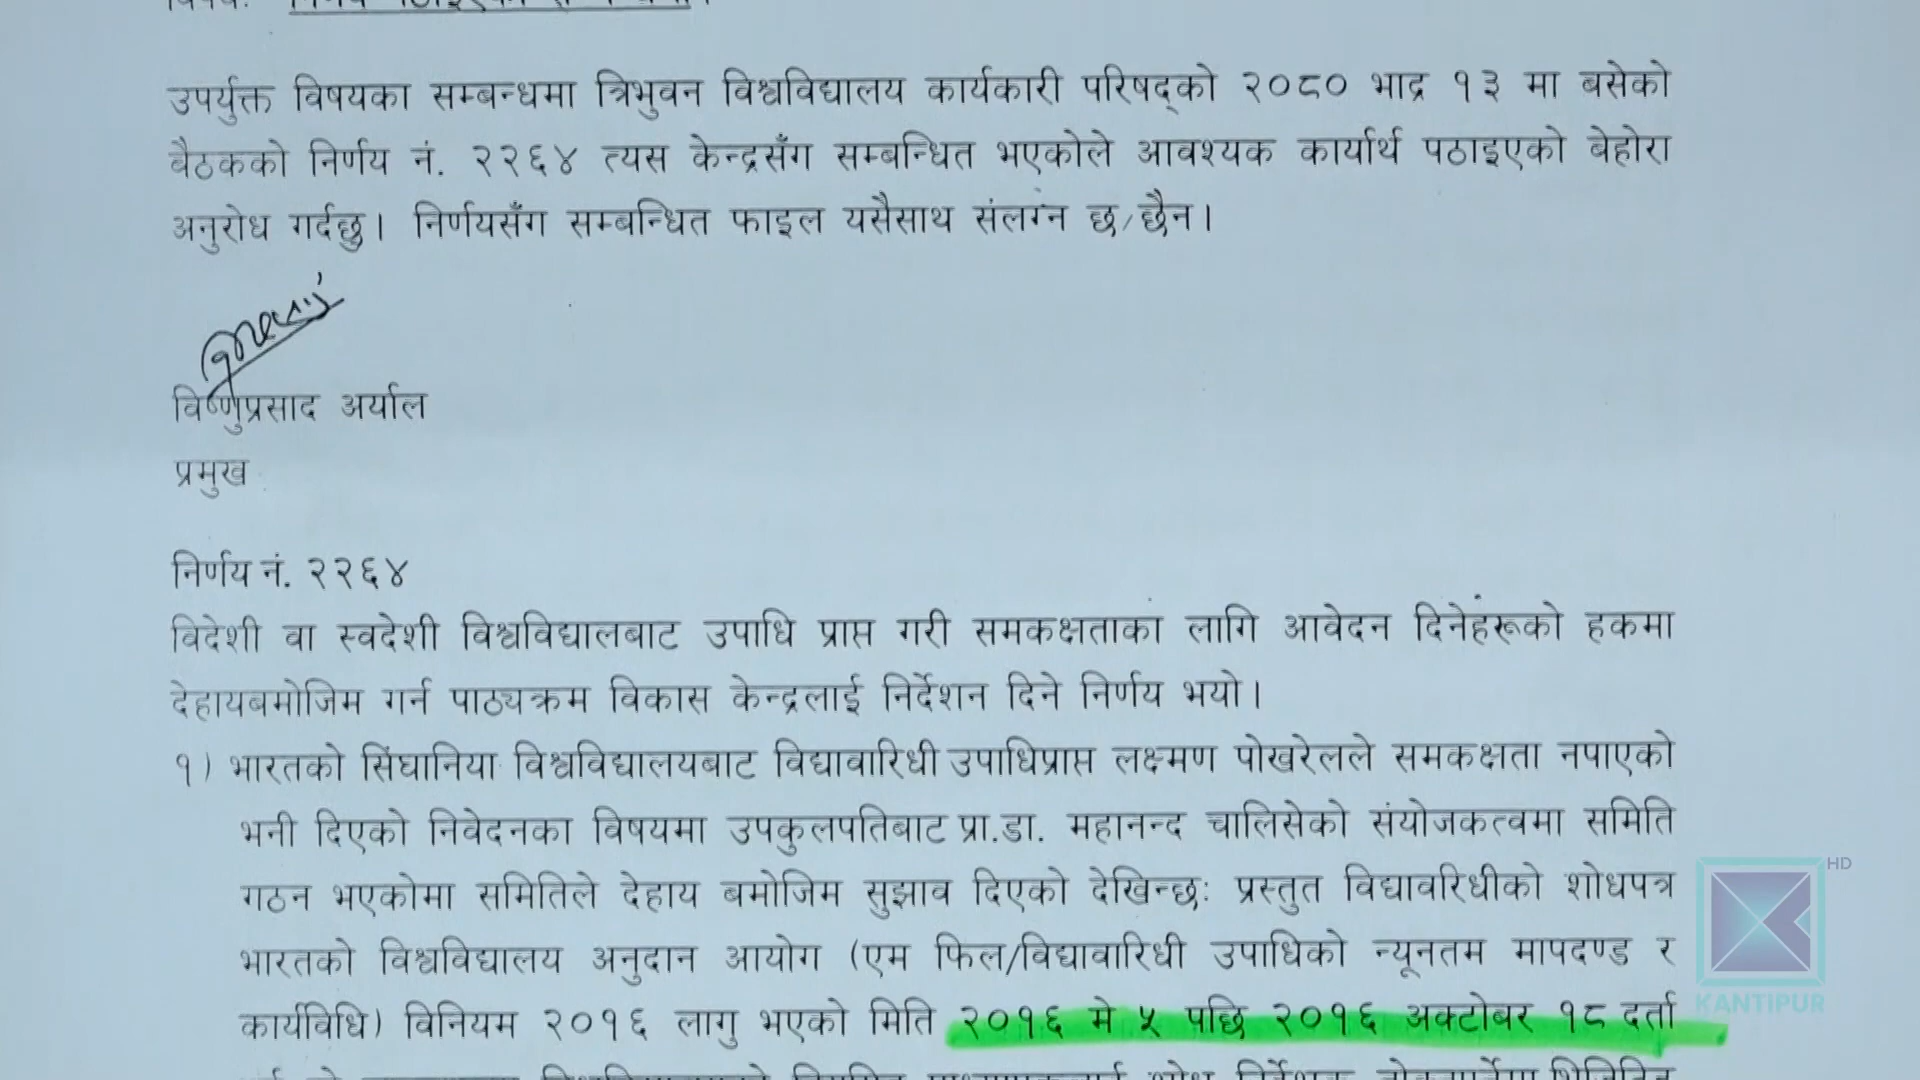 उपर्युक्त विषयका सम्बन्धमा त्रिभुवन विश्वविद्यालय कार्यकारी परिषद्को २०८० भाद्र १३ मा बसेको
बैठकको निर्णय नं. २२६४ त्यस केन्द्रसँग सम्बन्धित भएकोले आवश्यक कार्यार्थ पठाइएको बेहोरा
अनुरोध गर्दछु। निर्णयसँग सम्बन्धित फाइल यसैसाथ संलग्न छ/छैन।
विष्णुप्रसाद अर्याल
प्रमुख
निर्णय नं. २२६४
विदेशी वा स्वदेशी विश्वविद्यालबाट उपाधि प्राप्त गरी समकक्षताका लागि आवेदन दिनेहरूको हकमा
देहायबमोजिम गर्न पाठ्यक्रम विकास केन्द्रलाई निर्देशन दिने निर्णय भयो।
१) भारतको सिंघानिया विश्वविद्यालयबाट विद्यावारिधी उपाधिप्राप्त लक्ष्मण पोखरेलले समकक्षता नपाएको
भनी दिएको निवेदनका विषयमा उपकुलपतिबाट प्रा.डा. महानन्द चालिसेको संयोजकत्वमा समिति
गठन भएकोमा समितिले देहाय बमोजिम सुझाव दिएको देखिन्छः प्रस्तुत विद्यावरिधीको शोधपत्र
भारतको विश्वविद्यालय अनुदान आयोग (एम फिल/विद्यावारिधी उपाधिको न्यूनतम मापदण्ड र
कार्यविधि) विनियम २०१६ लागु भएको मिति २०१६ मे ५ पछि २०१६ अक्टोबर १८ दर्ता
HD
KANTIPUR